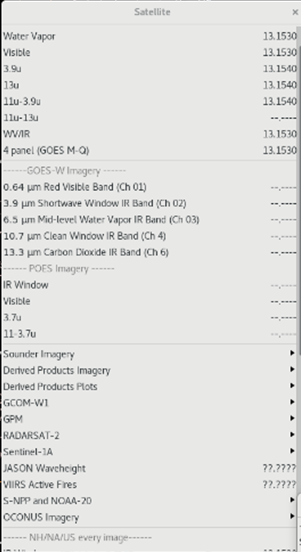 Satellite ×
Water Vapor 13.1530
Visible 13.1530
3.9u 13.1540
13u 13.1540
11u-3.9u 13.1540
11u-13u --.----
WV/IR 13.1530
4 panel (GOES M-Q) 13.1530
------GOES-W Imagery ------
0.64 µm Red Visible Band (Ch 01) --.----
3.9 µm Shortwave Window IR Band (Ch 02) --.----
6.5 µm Mid-level Water Vapor IR Band (Ch 03) --.----
10.7 µm Clean Window IR Band (Ch 4) --.----
13.3 µm Carbon Dioxide IR Band (Ch 6) --.----
------ POES Imagery ------
IR Window --.----
Visible --.----
3.7u --.----
11-3.7u --.----
Sounder Imagery
Derived Products Imagery
Derived Products Plots
GCOM-W1
GPM
RADARSAT-2
Sentinel-1A
JASON Waveheight ??.????
VIIRS Active Fires ??.????
S-NPP and NOAA-20
OCONUS Imagery
------ NH/NA/US every image------